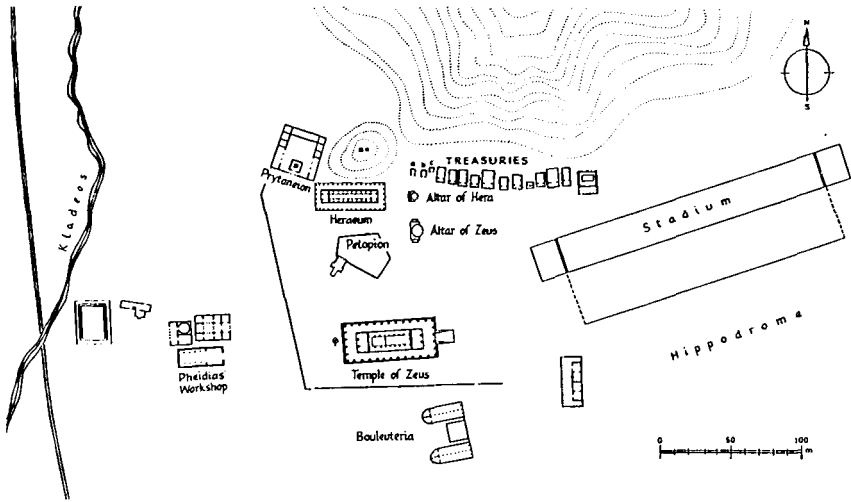 N
S
A B C
TREASURIES
Prytaneion
Altar of Hera
Heraeum
Stadium
Altar of Zeus
Kladeos
Pelopion
Hippodroma
Pheidias'
Workshop
Temple of Zeus
Bouleuteria
0 50 100
m